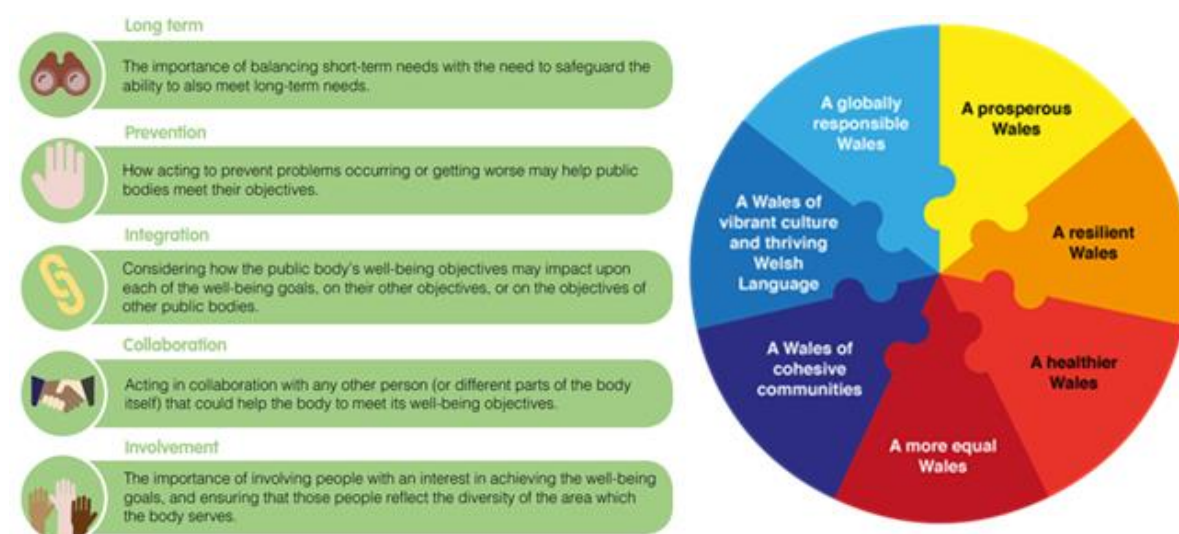 Long term
The importance of balancing short-term needs with the need to safeguard the
ability to also meet long-term needs.
Prevention
How acting to prevent problems occurring or getting worse may help public
bodies meet their objectives.
Integration
Considering how the public body's well-being objectives may impact upon
each of the well-being goals, on their other objectives, or on the objectives of
other public bodies.
Collaboration
Acting in collaboration with any other person (or different parts of the body
itself) that could help the body to meet its well-being objectives.
Involvement
The importance of involving people with an interest in achieving the well-being
goals, and ensuring that those people reflect the diversity of the area which
the body serves.
A globally
responsible
Wales
A prosperous
Wales
A resilient
Wales
A healthier
Wales
A more equal
Wales
A Wales of
cohesive
communities
A Wales of
vibrant culture
and thriving
Welsh
Language